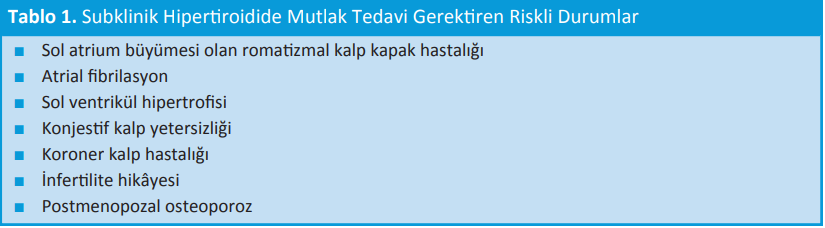 Tablo 1. Subklinik Hipertiroidide Mutlak Tedavi Gerektiren Riskli Durumlar
■ Sol atrium büyümesi olan romatizmal kalp kapak hastalığı
■ Atrial fibrilasyon
■ Sol ventrikül hipertrofisi
■ Konjestif kalp yetersizliği
■ Koroner kalp hastalığı
■ İnfertilite hikâyesi
■ Postmenopozal osteoporoz